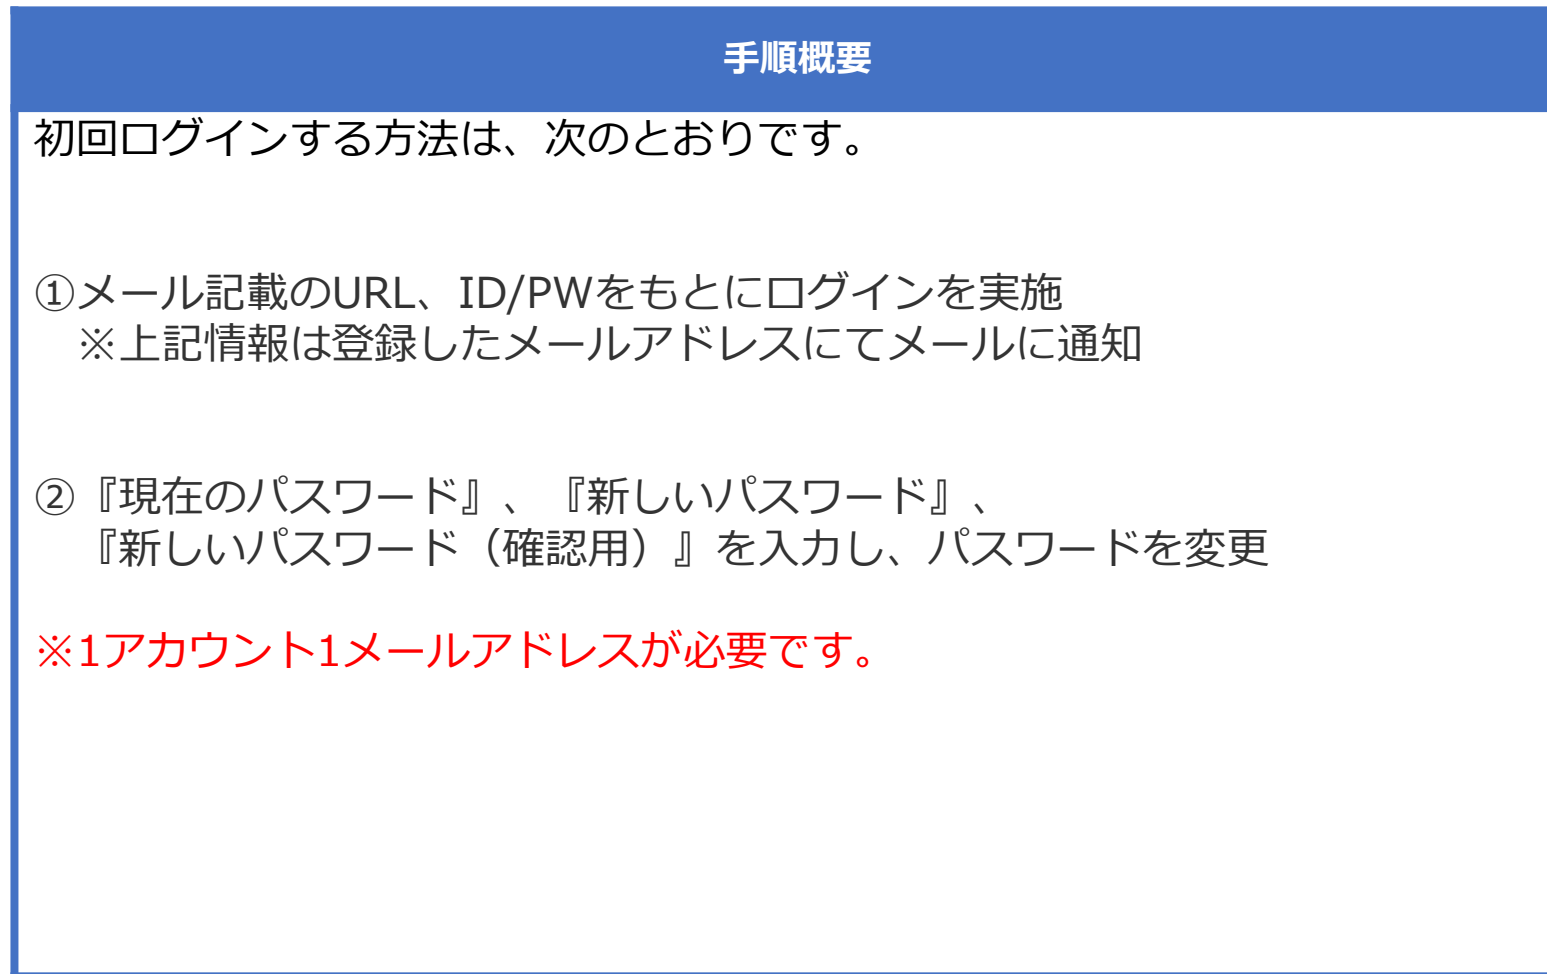 手順概要
初回ログインする方法は、次のとおりです。
①メール記載のURL、ID/PWをもとにログインを実施
※上記情報は登録したメールアドレスにてメールに通知
②『現在のパスワード』、『新しいパスワード』、
『新しいパスワード（確認用）』を入力し、パスワードを変更
※1アカウント1メールアドレスが必要です。